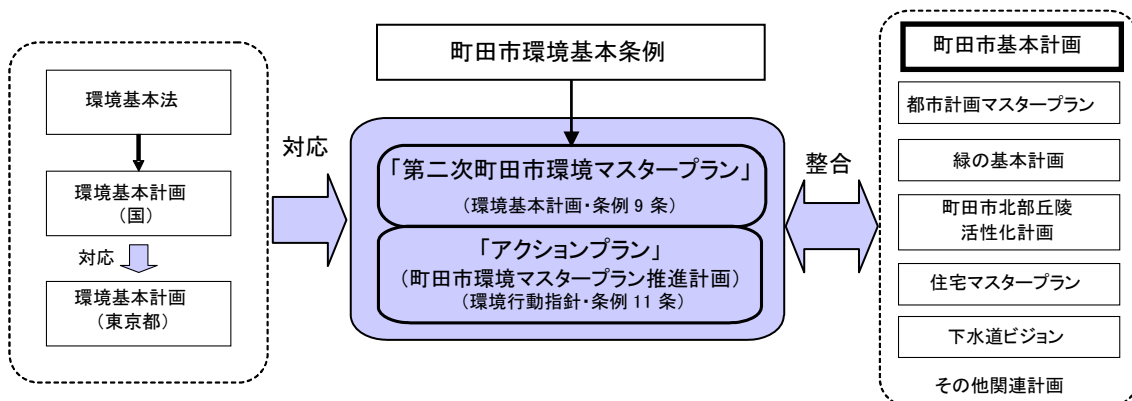 環境基本法
環境基本計画
(国)
対応
環境基本計画
(東京都)
対応
町田市環境基本条例
「第二次町田市環境マスタープラン」
(環境基本計画・条例 9 条)
「アクションプラン」
(町田市環境マスタープラン推進計画)
(環境行動指針・条例 11 条)
整合
町田市基本計画
都市計画マスタープラン
緑の基本計画
町田市北部丘陵
活性化計画
住宅マスタープラン
下水道ビジョン
その他関連計画